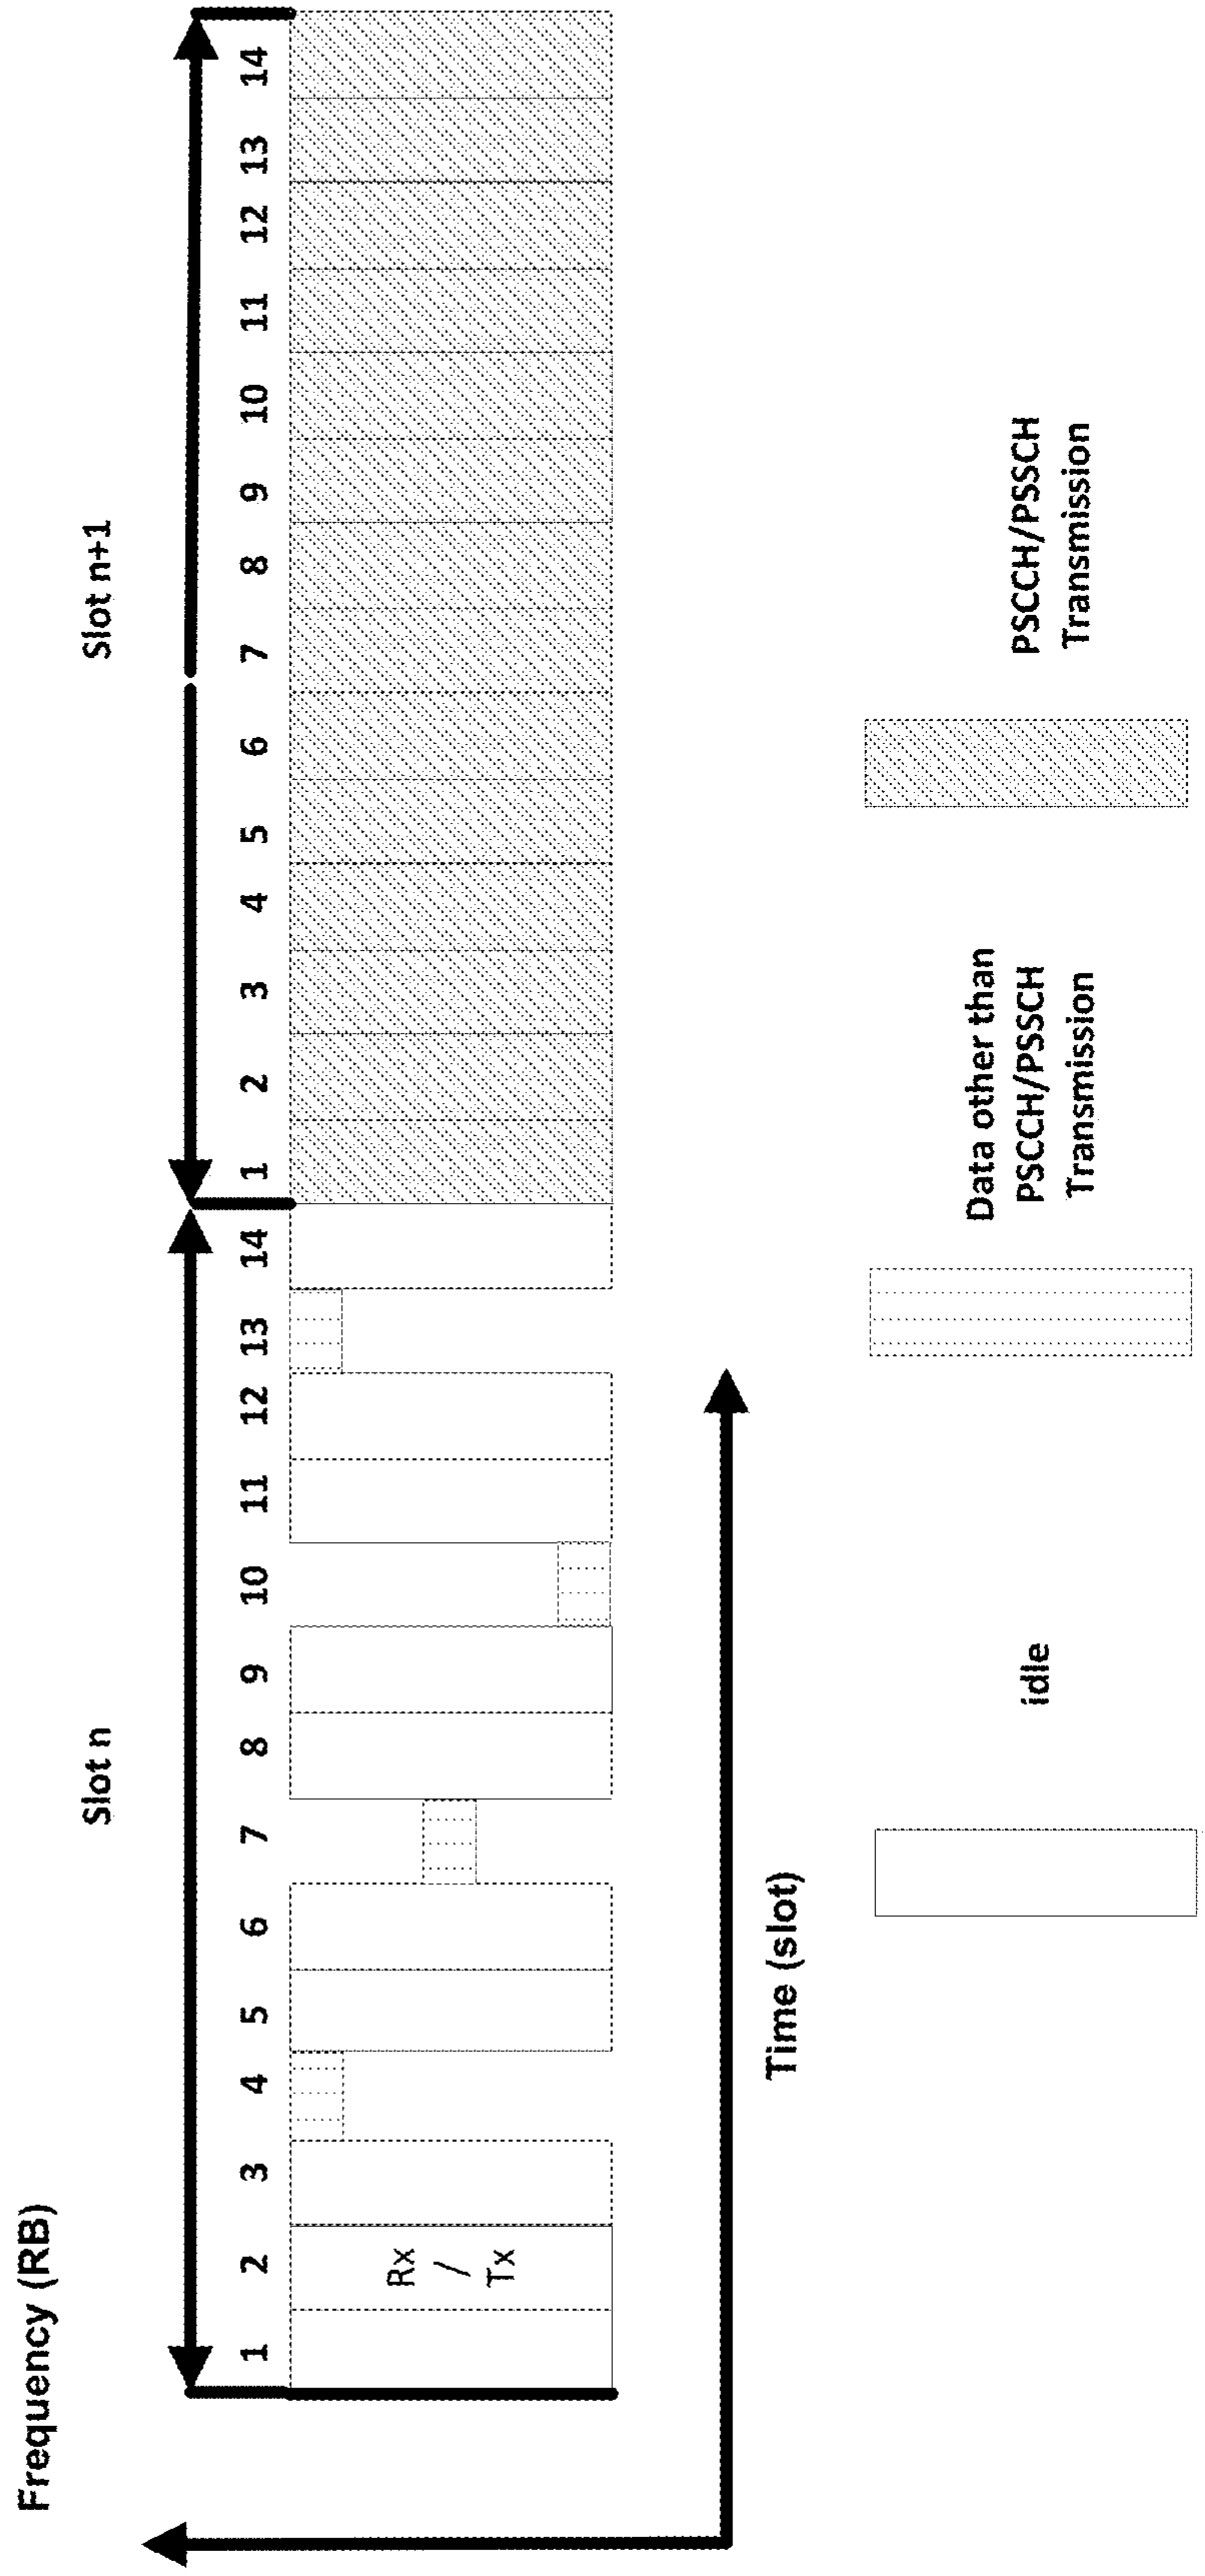 Frequency (RB)
Slot n
Slot n+1
1 2 3 4 5 6 7 8 9 10 11 12 13 14 1 2 3 4 5 6 7 8 9 10 11 12 13 14
Rx
/
Tx
Time (slot)
idle
Data other than
PSCCH/PSSCH
Transmission
PSCCH/PSSCH
Transmission